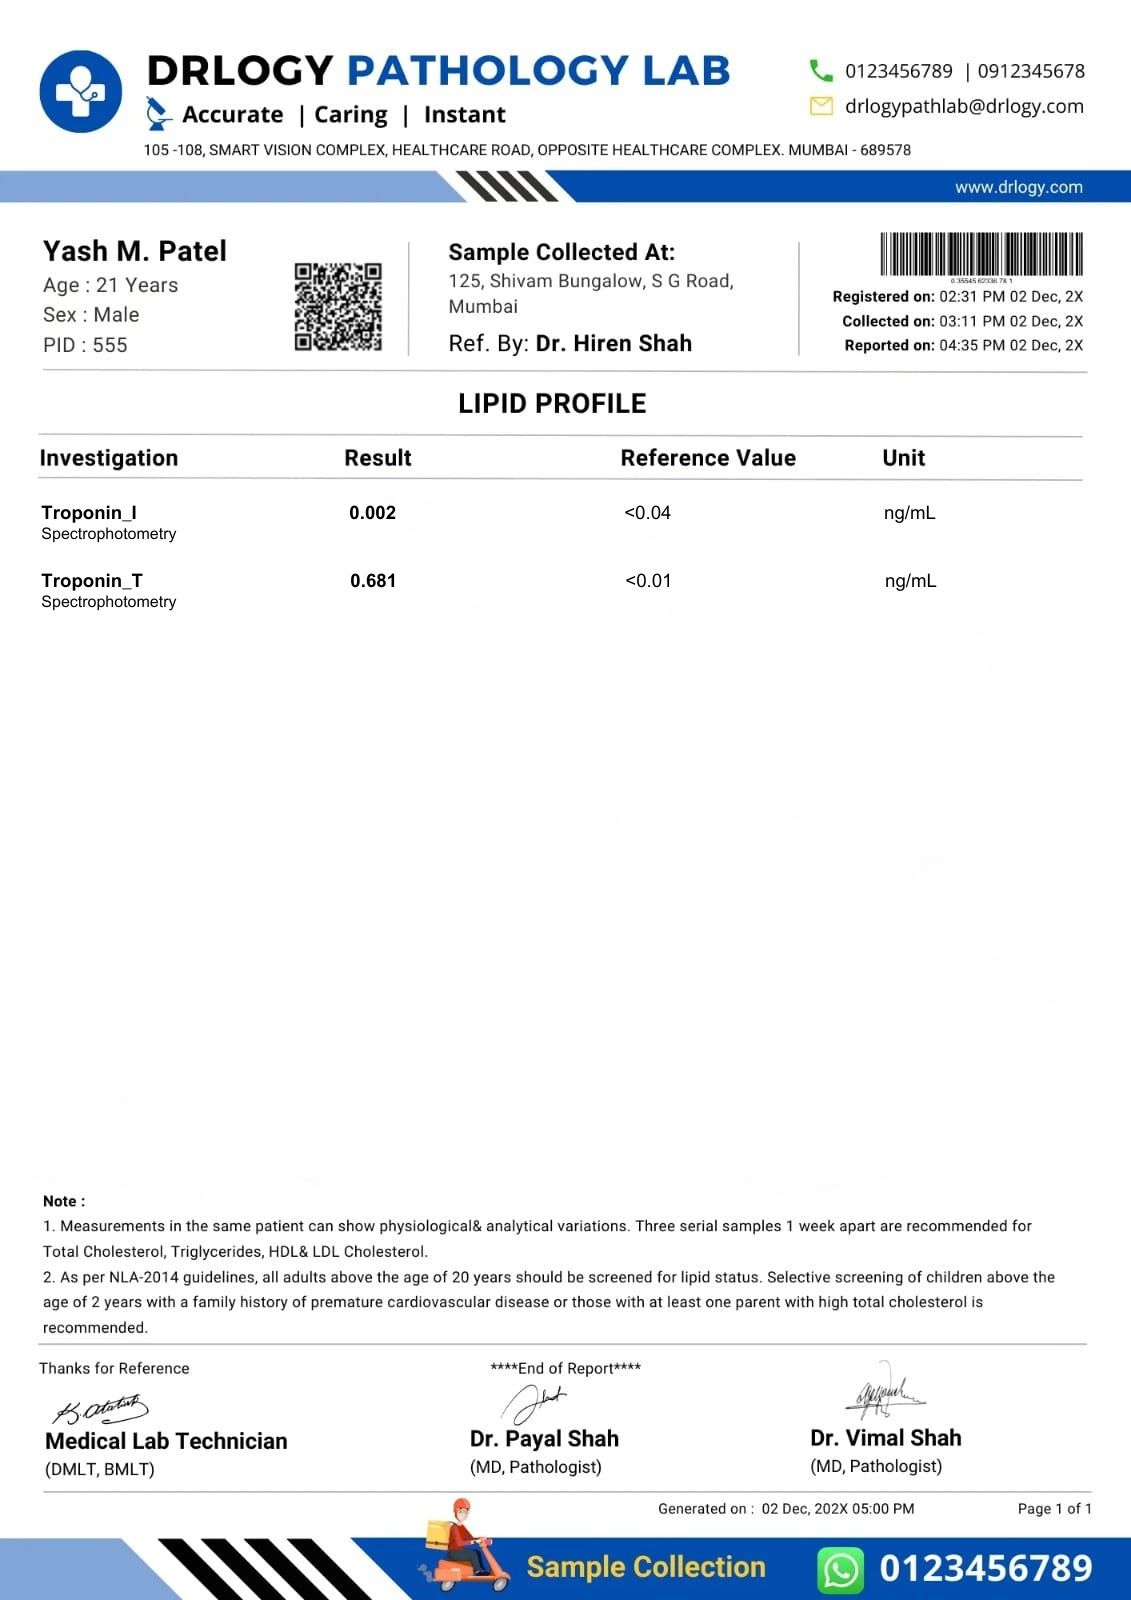 DRLOGY PATHOLOGY LAB
Accurate | Caring | Instant
0123456789 | 0912345678
drlogypathlab@drlogy.com
105 -108, SMART VISION COMPLEX, HEALTHCARE ROAD, OPPOSITE HEALTHCARE COMPLEX. MUMBAI - 689578
www.drlogy.com
Yash M. Patel
Age : 21 Years
Sex : Male
PID : 555
Sample Collected At:
125, Shivam Bungalow, S G Road,
Mumbai
Ref. By: Dr. Hiren Shah
Registered on: 02:31 PM 02 Dec, 2X
Collected on: 03:11 PM 02 Dec, 2X
Reported on: 04:35 PM 02 Dec, 2X
LIPID PROFILE
Investigation Result Reference Value Unit
Troponin_I 0.002 <0.04 ng/mL
Spectrophotometry
Troponin_T 0.681 <0.01 ng/mL
Spectrophotometry
Note :
1. Measurements in the same patient can show physiological& analytical variations. Three serial samples 1 week apart are recommended for
Total Cholesterol, Triglycerides, HDL& LDL Cholesterol.
2. As per NLA-2014 guidelines, all adults above the age of 20 years should be screened for lipid status. Selective screening of children above the
age of 2 years with a family history of premature cardiovascular disease or those with at least one parent with high total cholesterol is
recommended.
Thanks for Reference ****End of Report****
Medical Lab Technician
(DMLT, BMLT)
Dr. Payal Shah
(MD, Pathologist)
Dr. Vimal Shah
(MD, Pathologist)
Generated on : 02 Dec, 202X 05:00 PM Page 1 of 1
Sample Collection 0123456789